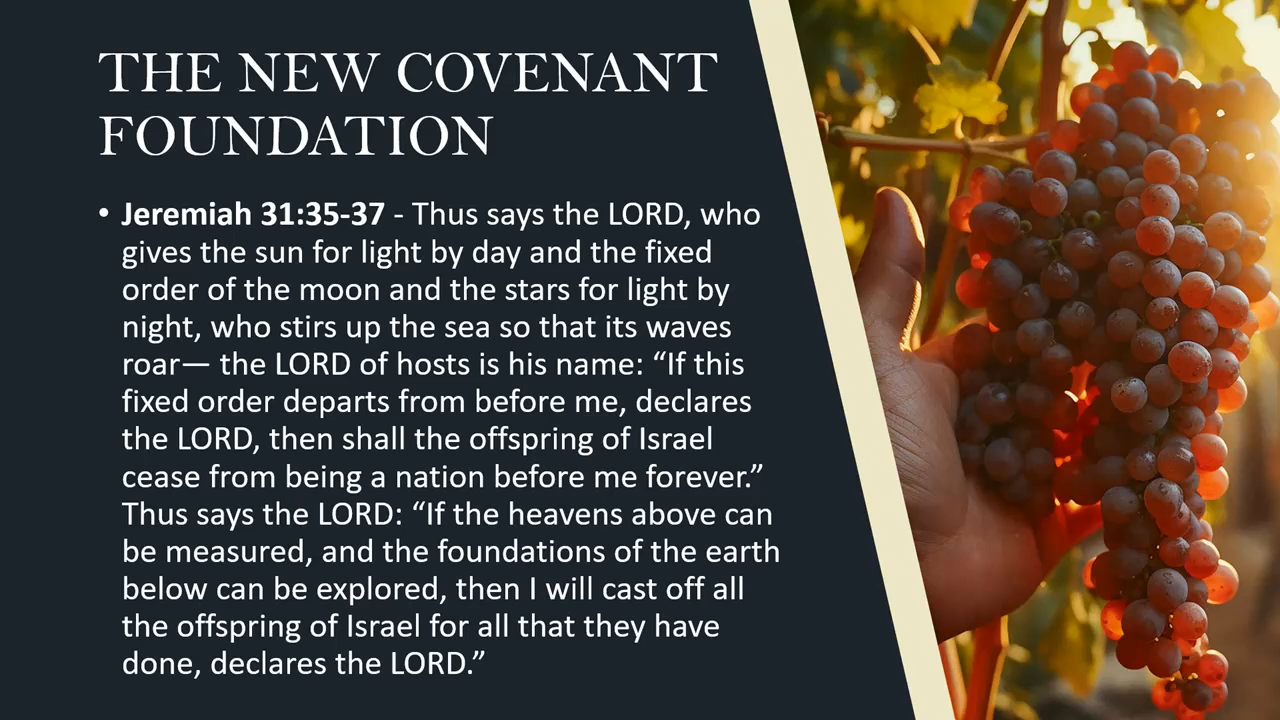 THE NEW COVENANT
FOUNDATION
• Jeremiah 31:35-37 - Thus says the LORD, who
gives the sun for light by day and the fixed
order of the moon and the stars for light by
night, who stirs up the sea so that its waves
roar— the LORD of hosts is his name: “If this
fixed order departs from before me, declares
the LORD, then shall the offspring of Israel
cease from being a nation before me forever.”
Thus says the LORD: “If the heavens above can
be measured, and the foundations of the earth
below can be explored, then I will cast off all
the offspring of Israel for all that they have
done, declares the LORD.”